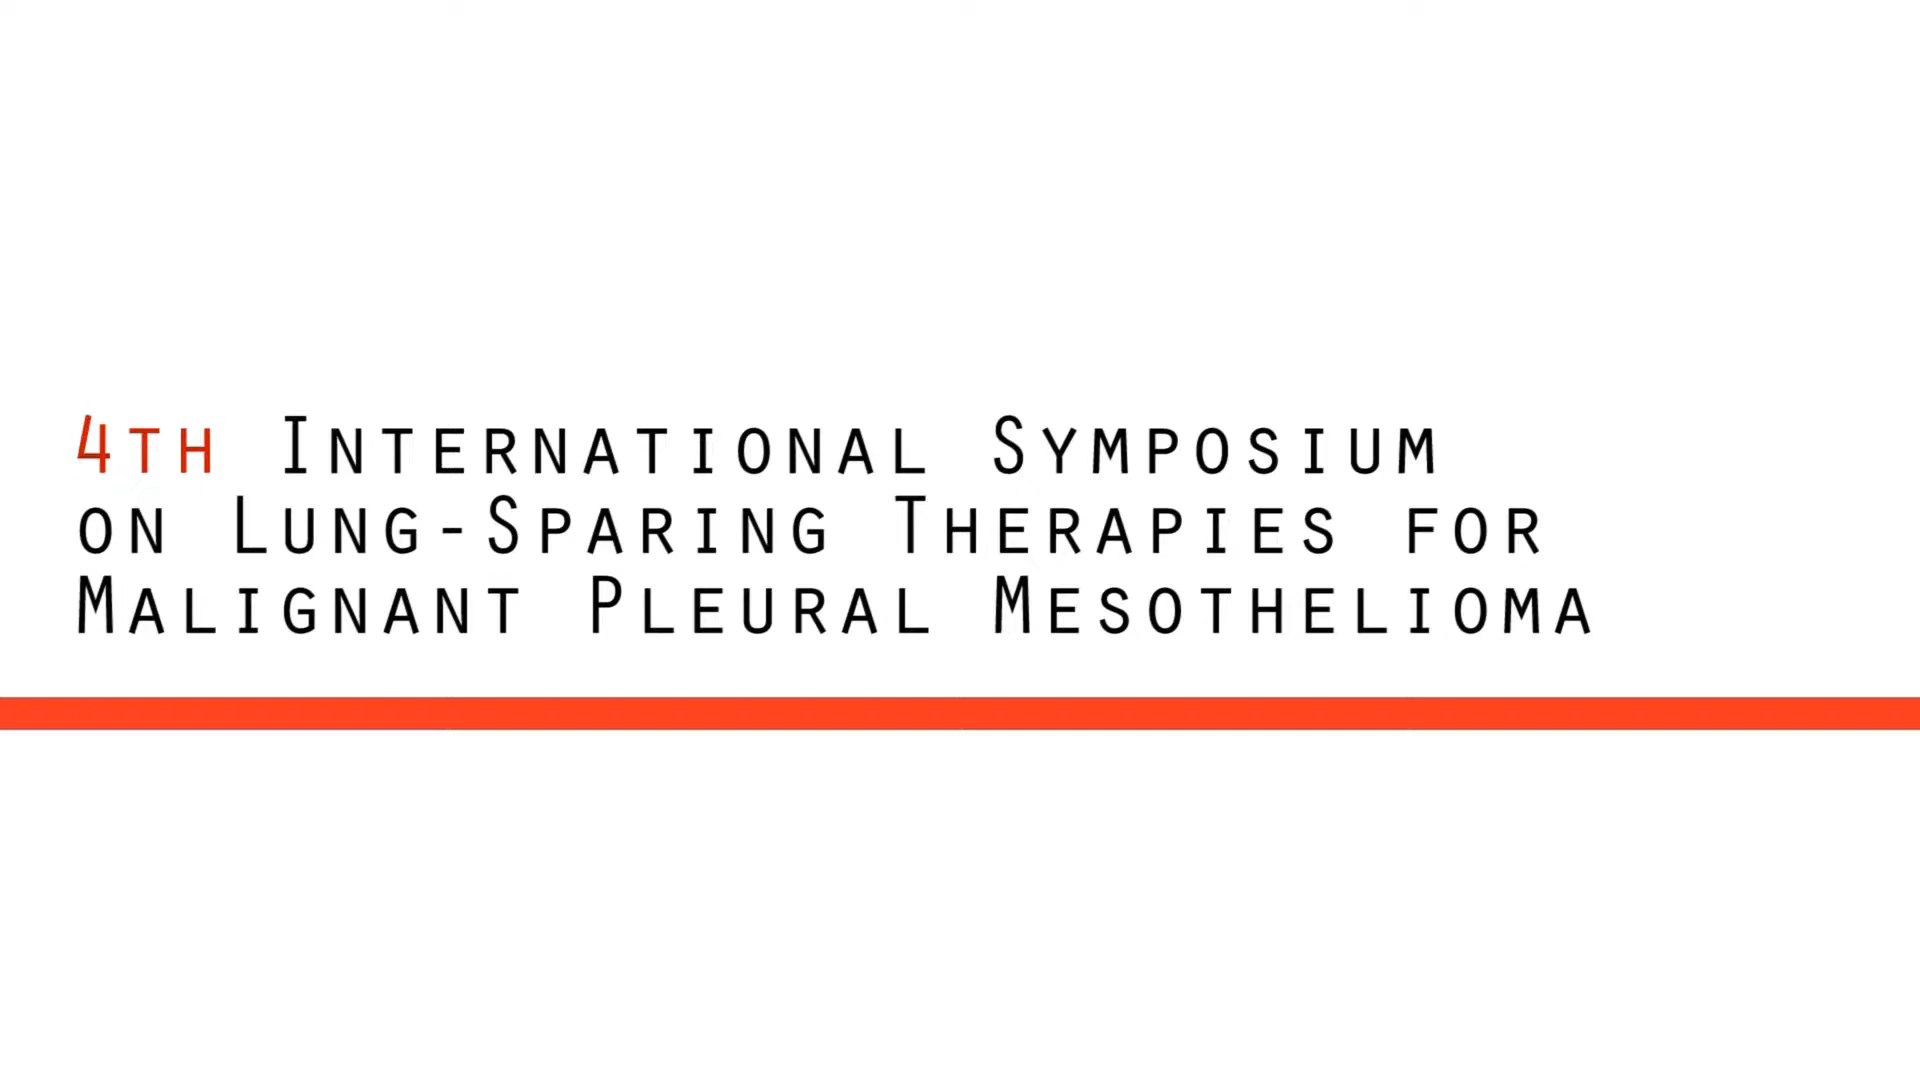 4th International Symposium
on Lung-Sparing Therapies for
Malignant Pleural Mesothelioma